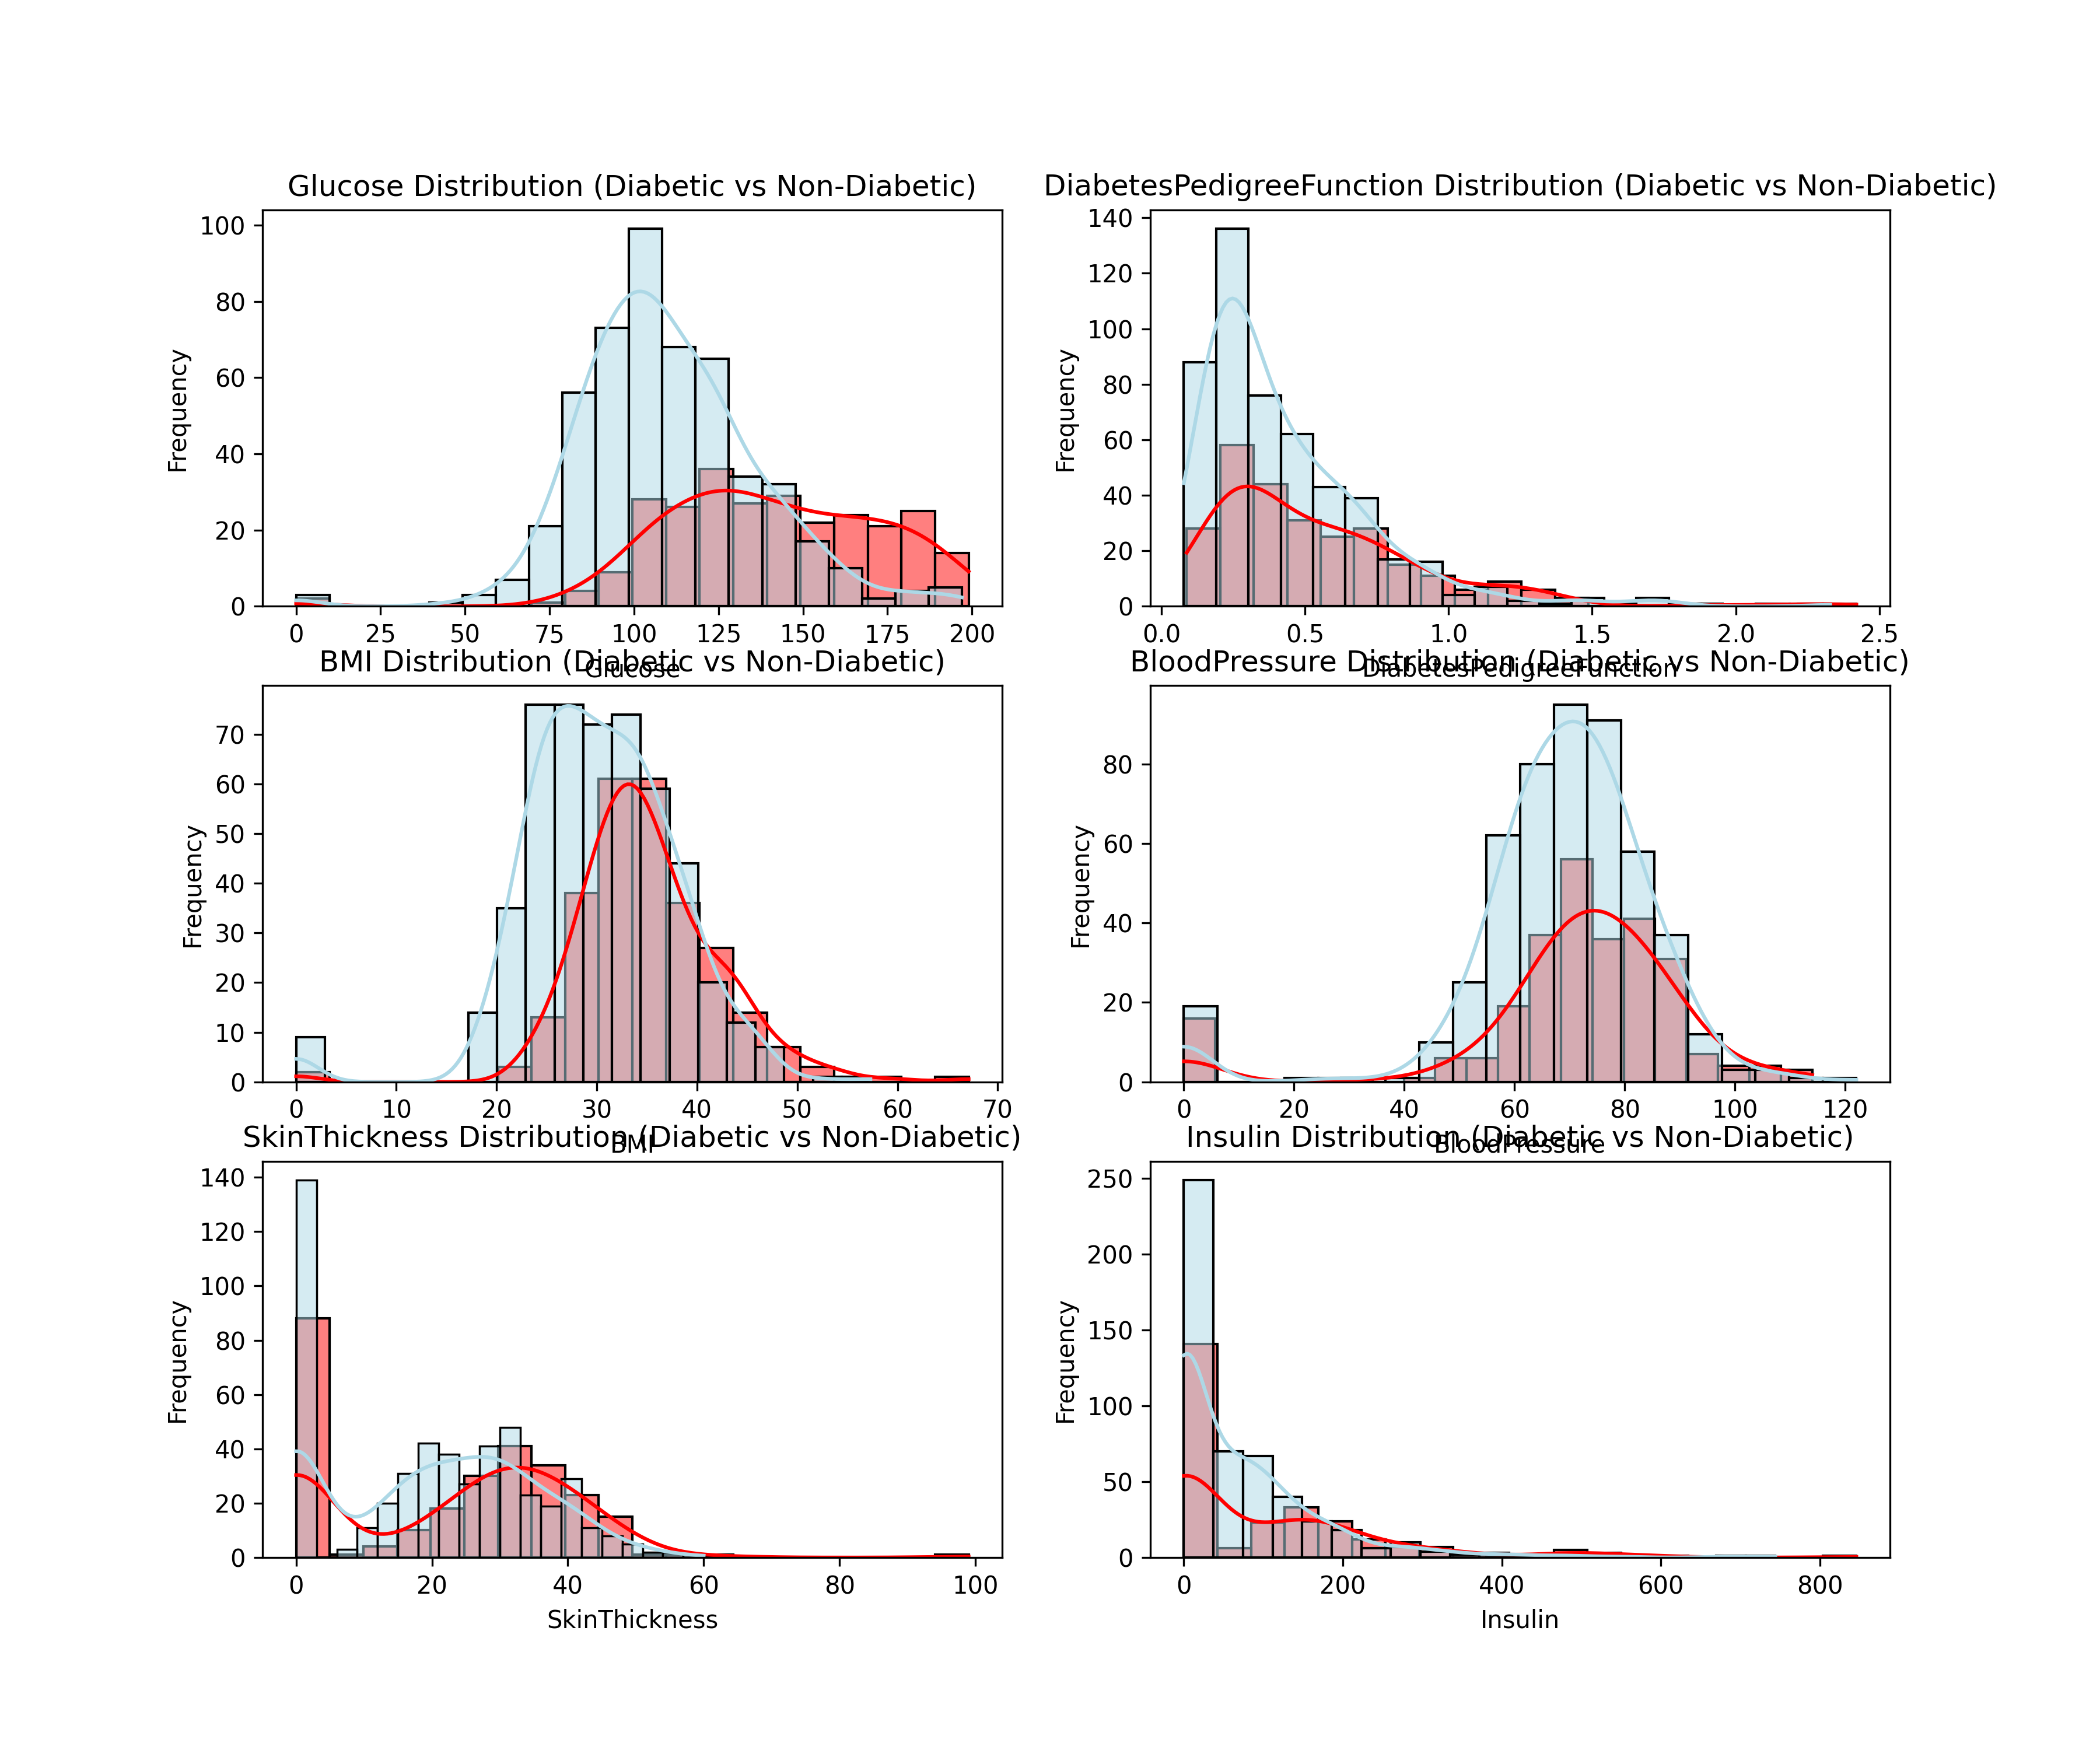 Glucose Distribution (Diabetic vs Non-Diabetic)
Frequency
100
80
60
40
20
0
0 25 50 75 100 125 150 175 200
Glucose
DiabetesPedigreeFunction Distribution (Diabetic vs Non-Diabetic)
Frequency
140
120
100
80
60
40
20
0
0.0 0.5 1.0 1.5 2.0 2.5
DiabetesPedigreeFunction
BMI Distribution (Diabetic vs Non-Diabetic)
Frequency
70
60
50
40
30
20
10
0
0 10 20 30 40 50 60 70
BMI
BloodPressure Distribution (Diabetic vs Non-Diabetic)
Frequency
80
60
40
20
0
0 20 40 60 80 100 120
BloodPressure
SkinThickness Distribution (Diabetic vs Non-Diabetic)
Frequency
140
120
100
80
60
40
20
0
0 20 40 60 80 100
SkinThickness
Insulin Distribution (Diabetic vs Non-Diabetic)
Frequency
250
200
150
100
50
0
0 200 400 600 800
Insulin